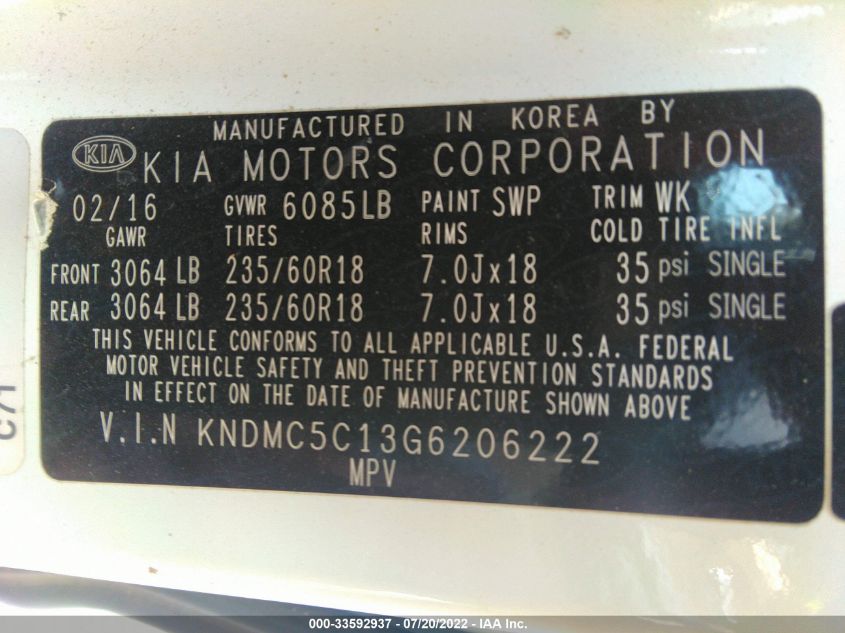 MANUFACTURED IN KOREA BY
KIA KIA MOTORS CORPORATION
02/16 GVWR 6085LB PAINT SWP TRIM WK
GAWR TIRES RIMS COLD TIRE INFL
FRONT 3064 LB 235/60R18 7.0Jx18 35 psi SINGLE
REAR 3064 LB 235/60R18 7.0Jx18 35 psi SINGLE
THIS VEHICLE CONFORMS TO ALL APPLICABLE U.S.A. FEDERAL
MOTOR VEHICLE SAFETY AND THEFT PREVENTION STANDARDS
IN EFFECT ON THE DATE OF MANUFACTURE SHOWN ABOVE
V.I.N KNDMC5C13G6206222
MPV
000-33592937 - 07/20/2022 - IAA Inc.